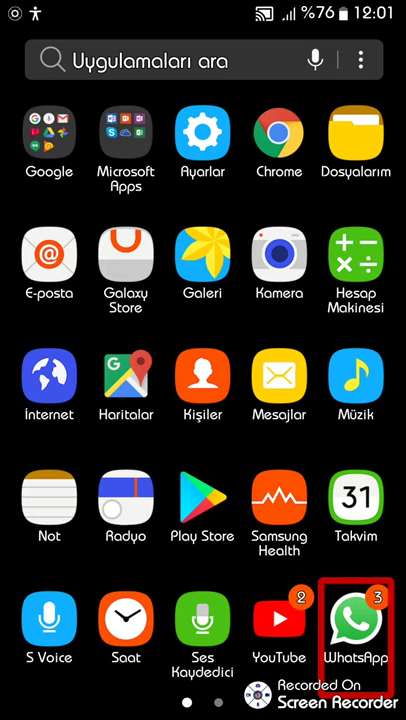 %76 12:01
Uygulamaları ara
Google
Microsoft
Apps
Ayarlar
Chrome
Dosyalarım
E-posta
Galaxy
Store
Galeri
Kamera
Hesap
Makinesi
G
İnternet
Haritalar
Kişiler
Mesajlar
Müzik
31
Not
Radyo
Play Store
Samsung
Health
Takvim
2
3
S Voice
Saat
Ses
Kaydedici
YouTube
WhatsApp
Recorded On
Screen Recorder